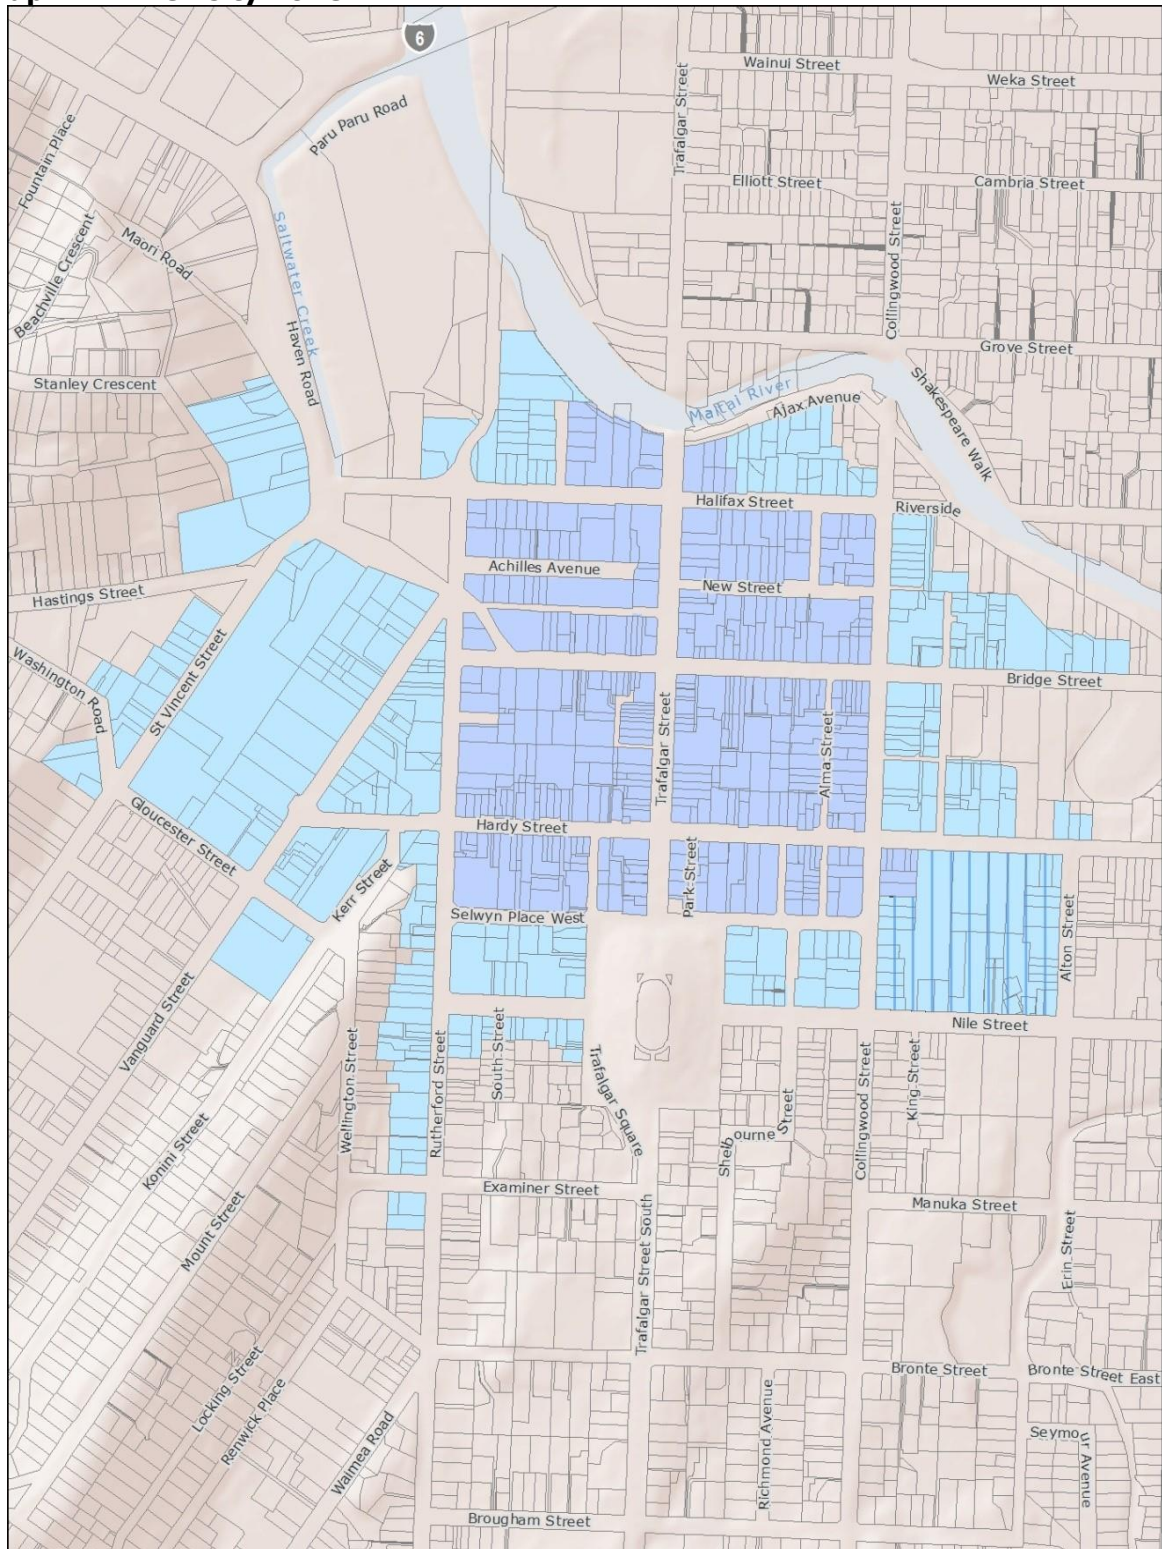 6
Wainui Street
Weka Street
Trafalgar Street
Paru Paru Road
Fountain Place
Elliott Street
Cambria Street
Saltwater Creek
Maori Road
Beachville Crescent
Collingwood Street
Haven Road
Grove Street
Stanley Crescent
Maitai River
Ajax Avenue
Shakespeare Walk
Halifax Street
Riverside
Achilles Avenue
New Street
Hastings Street
Washington Road
St Vincent Street
Bridge Street
Trafalgar Street
Alma Street
Gloucester Street
Hardy Street
Kerr Street
Park Street
Selwyn Place West
Alton Street
Vanguard Street
Nile Street
Wellington Street
Rutherford Street
South Street
Trafalgar Square
Shelbourne Street
Collingwood Street
King Street
Konini Street
Examiner Street
Manuka Street
Mount Street
Trafalgar Street South
Erin Street
Bronte Street
Bronte Street East
Locking Street
Renwick Place
Waimea Road
Richmond Avenue
Seymour Avenue
Brougham Street